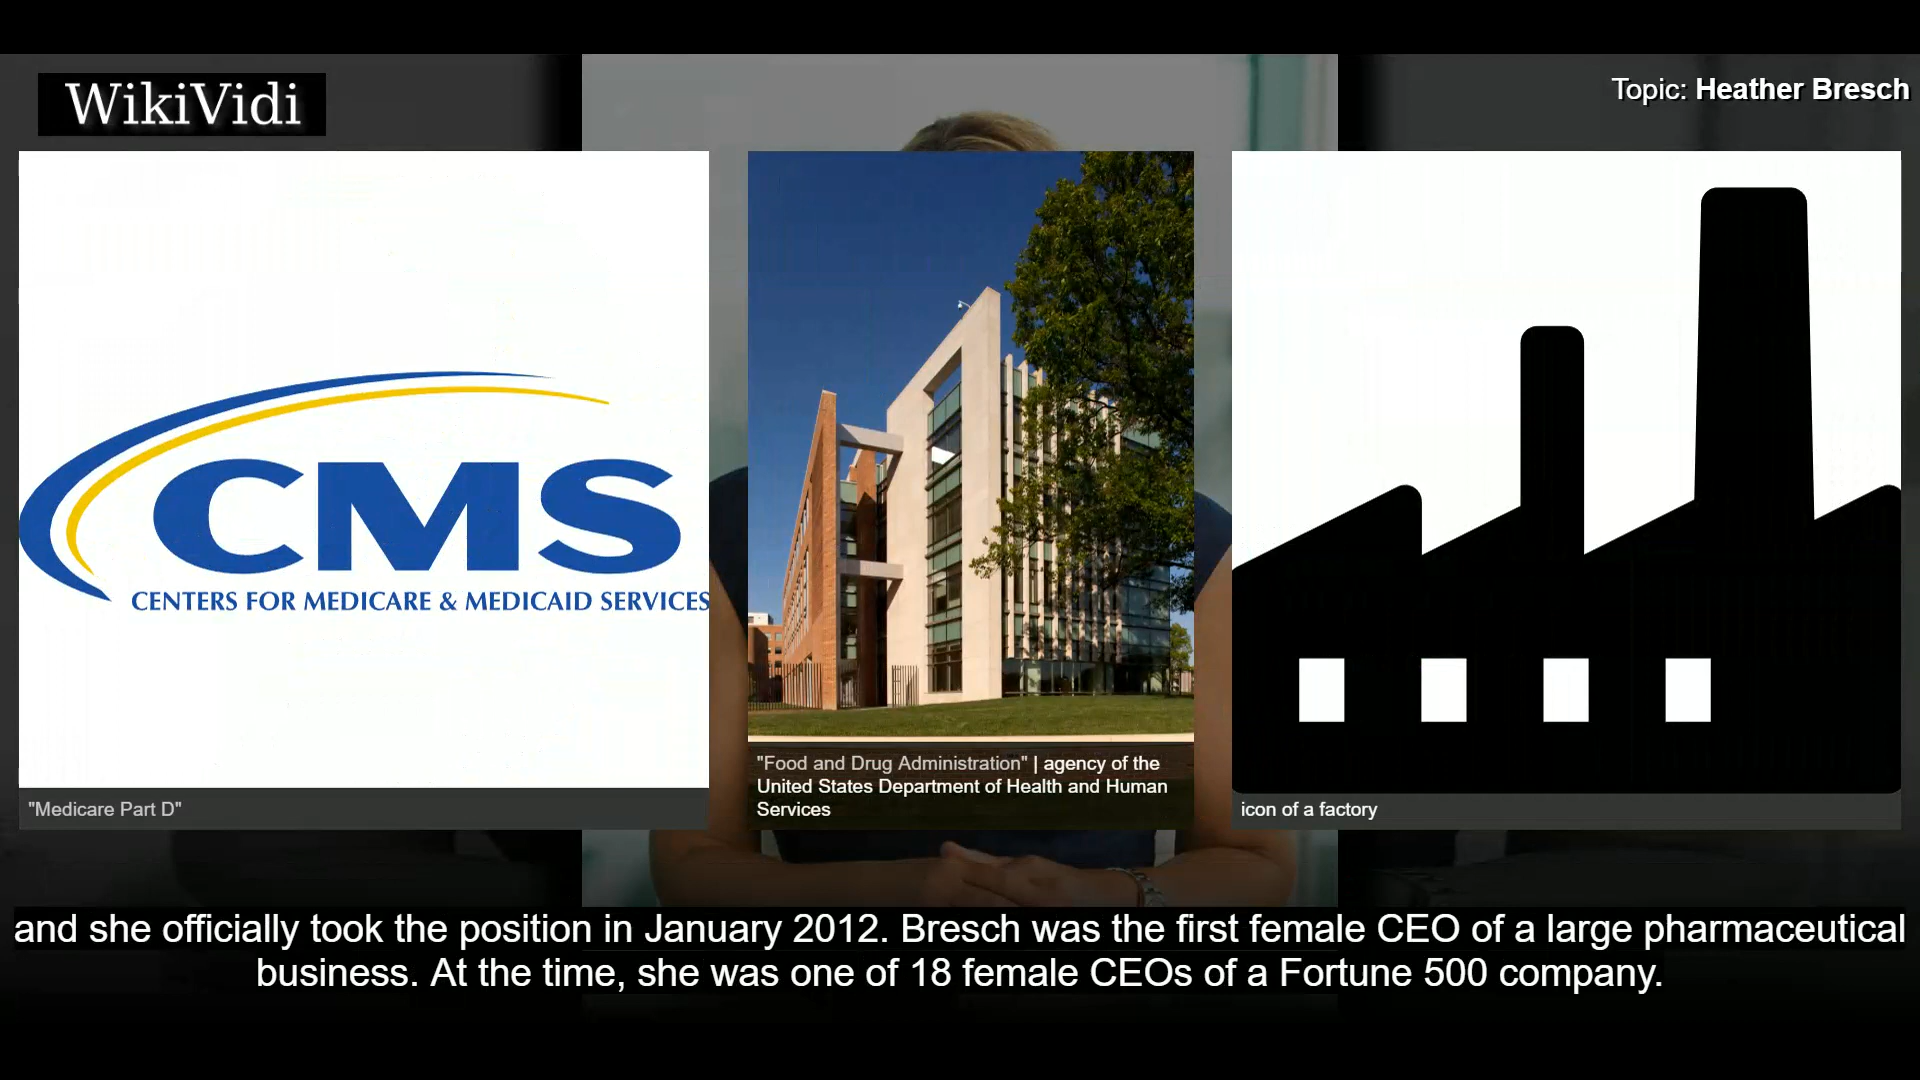 WikiVidi
Topic: Heather Bresch
CMS
CENTERS FOR MEDICARE & MEDICAID SERVICES
"Medicare Part D"
"Food and Drug Administration" | agency of the
United States Department of Health and Human
Services
icon of a factory
and she officially took the position in January 2012. Bresch was the first female CEO of a large pharmaceutical
business. At the time, she was one of 18 female CEOs of a Fortune 500 company.